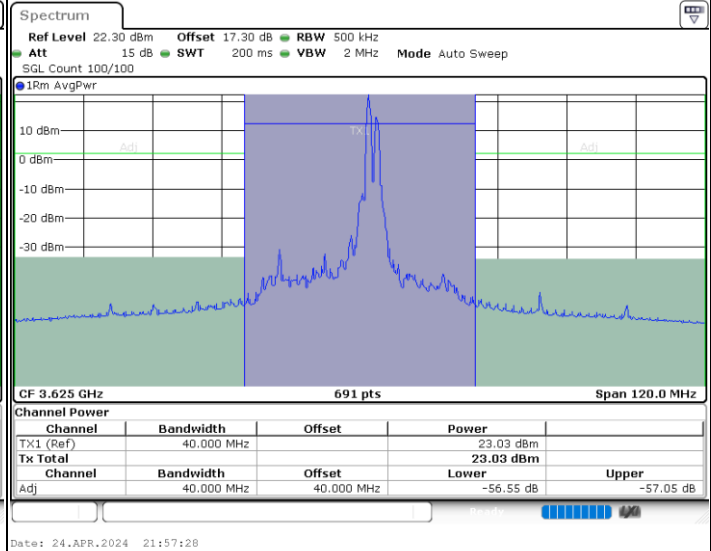 Spectrum
Ref Level 22.30 dBm Offset 17.30 dB RBW 500 kHz
Att 15 dB SWT 200 ms VBW 2 MHz Mode Auto Sweep
SGL Count 100/100
1Rm AvgPwr
10 dBm
TX1
Adj
Adj
0 dBm
-10 dBm
-20 dBm
-30 dBm
CF 3.625 GHz 691 pts Span 120.0 MHz
Channel Power
Channel Bandwidth Offset Power
TX1 (Ref) 40.000 MHz 23.03 dBm
Tx Total 23.03 dBm
Channel Bandwidth Offset Lower Upper
Adj 40.000 MHz 40.000 MHz -56.55 dB -57.05 dB
Ready
Date: 24.APR.2024 21:57:28